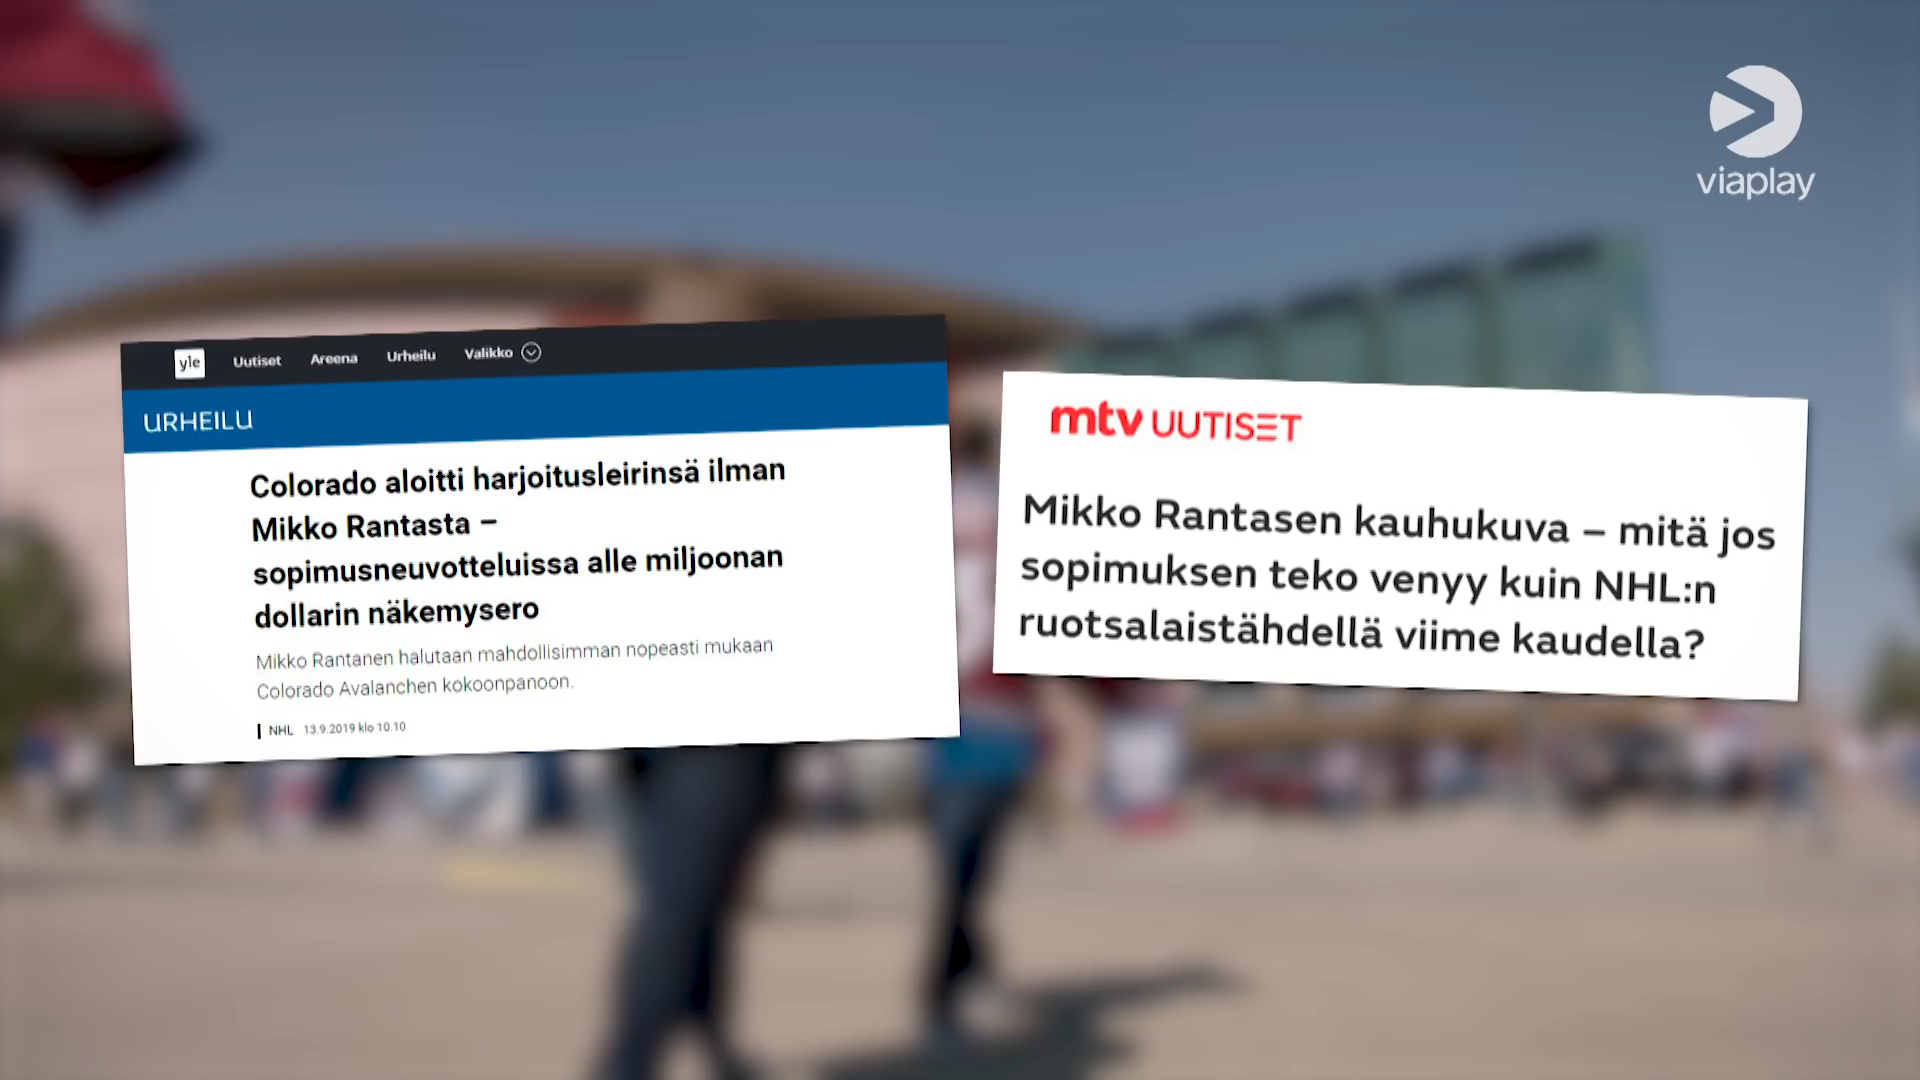 viaplay
yle Uutiset Areena Urheilu Valikko
URHEILU
Colorado aloitti harjoitusleirinsä ilman
Mikko Rantasta –
sopimusneuvotteluissa alle miljoonan
dollarin näkemysero
Mikko Rantanen halutaan mahdollisimman nopeasti mukaan
Colorado Avalanchen kokoonpanoon.
NHL 13.9.2019 klo 10.10
mtv UUTISET
Mikko Rantasen kauhukuva – mitä jos
sopimuksen teko venyy kuin NHL:n
ruotsalaistähdellä viime kaudella?